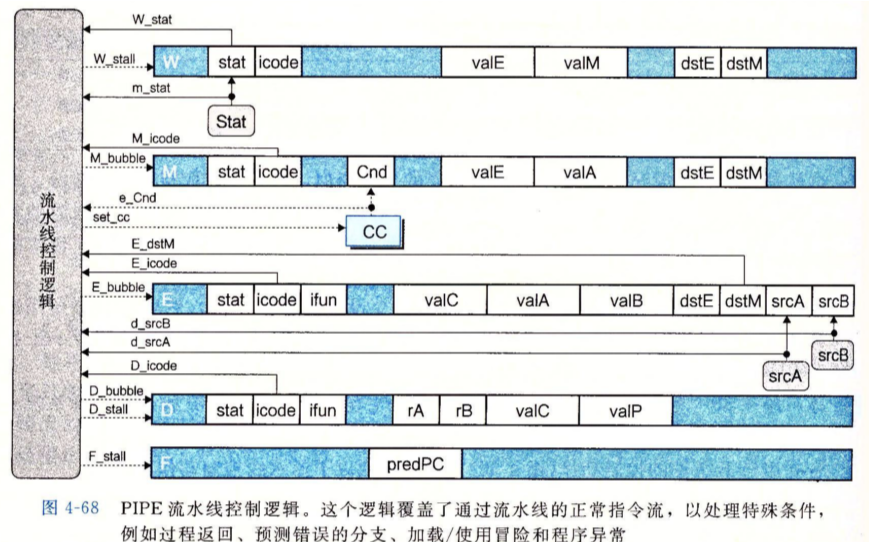 W_stat
W_stall
W stat icode valE valM dstE dstM
m_stat
Stat
M_icode
M_bubble
M stat icode Cnd valE valA dstE dstM
e_Cnd
set_cc
CC
流水线控制逻辑
E_dstM
E_icode
E_bubble
E stat icode ifun valC valA valB dstE dstM srcA srcB
d_srcB
d_srcA
srcB
srcA
D_icode
D_bubble
D_stall
D stat icode ifun rA rB valC valP
F_stall
F predPC
图 4-68 PIPE 流水线控制逻辑。这个逻辑覆盖了通过流水线的正常指令流，以处理特殊条件，
例如过程返回、预测错误的分支、加载/使用冒险和程序异常